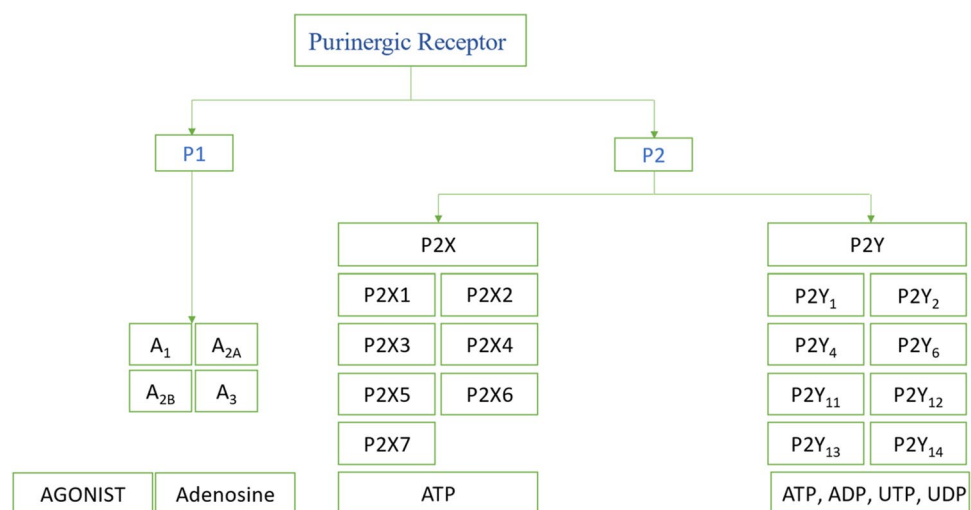 Purinergic Receptor
P1
P2
P2X
P2Y
P2X1 P2X2
P2Y₁ P2Y₂
A₁ A₂A
P2X3 P2X4
P2Y₄ P2Y₆
A₂B A₃
P2X5 P2X6
P2Y₁₁ P2Y₁₂
P2X7
P2Y₁₃ P2Y₁₄
AGONIST Adenosine
ATP
ATP, ADP, UTP, UDP